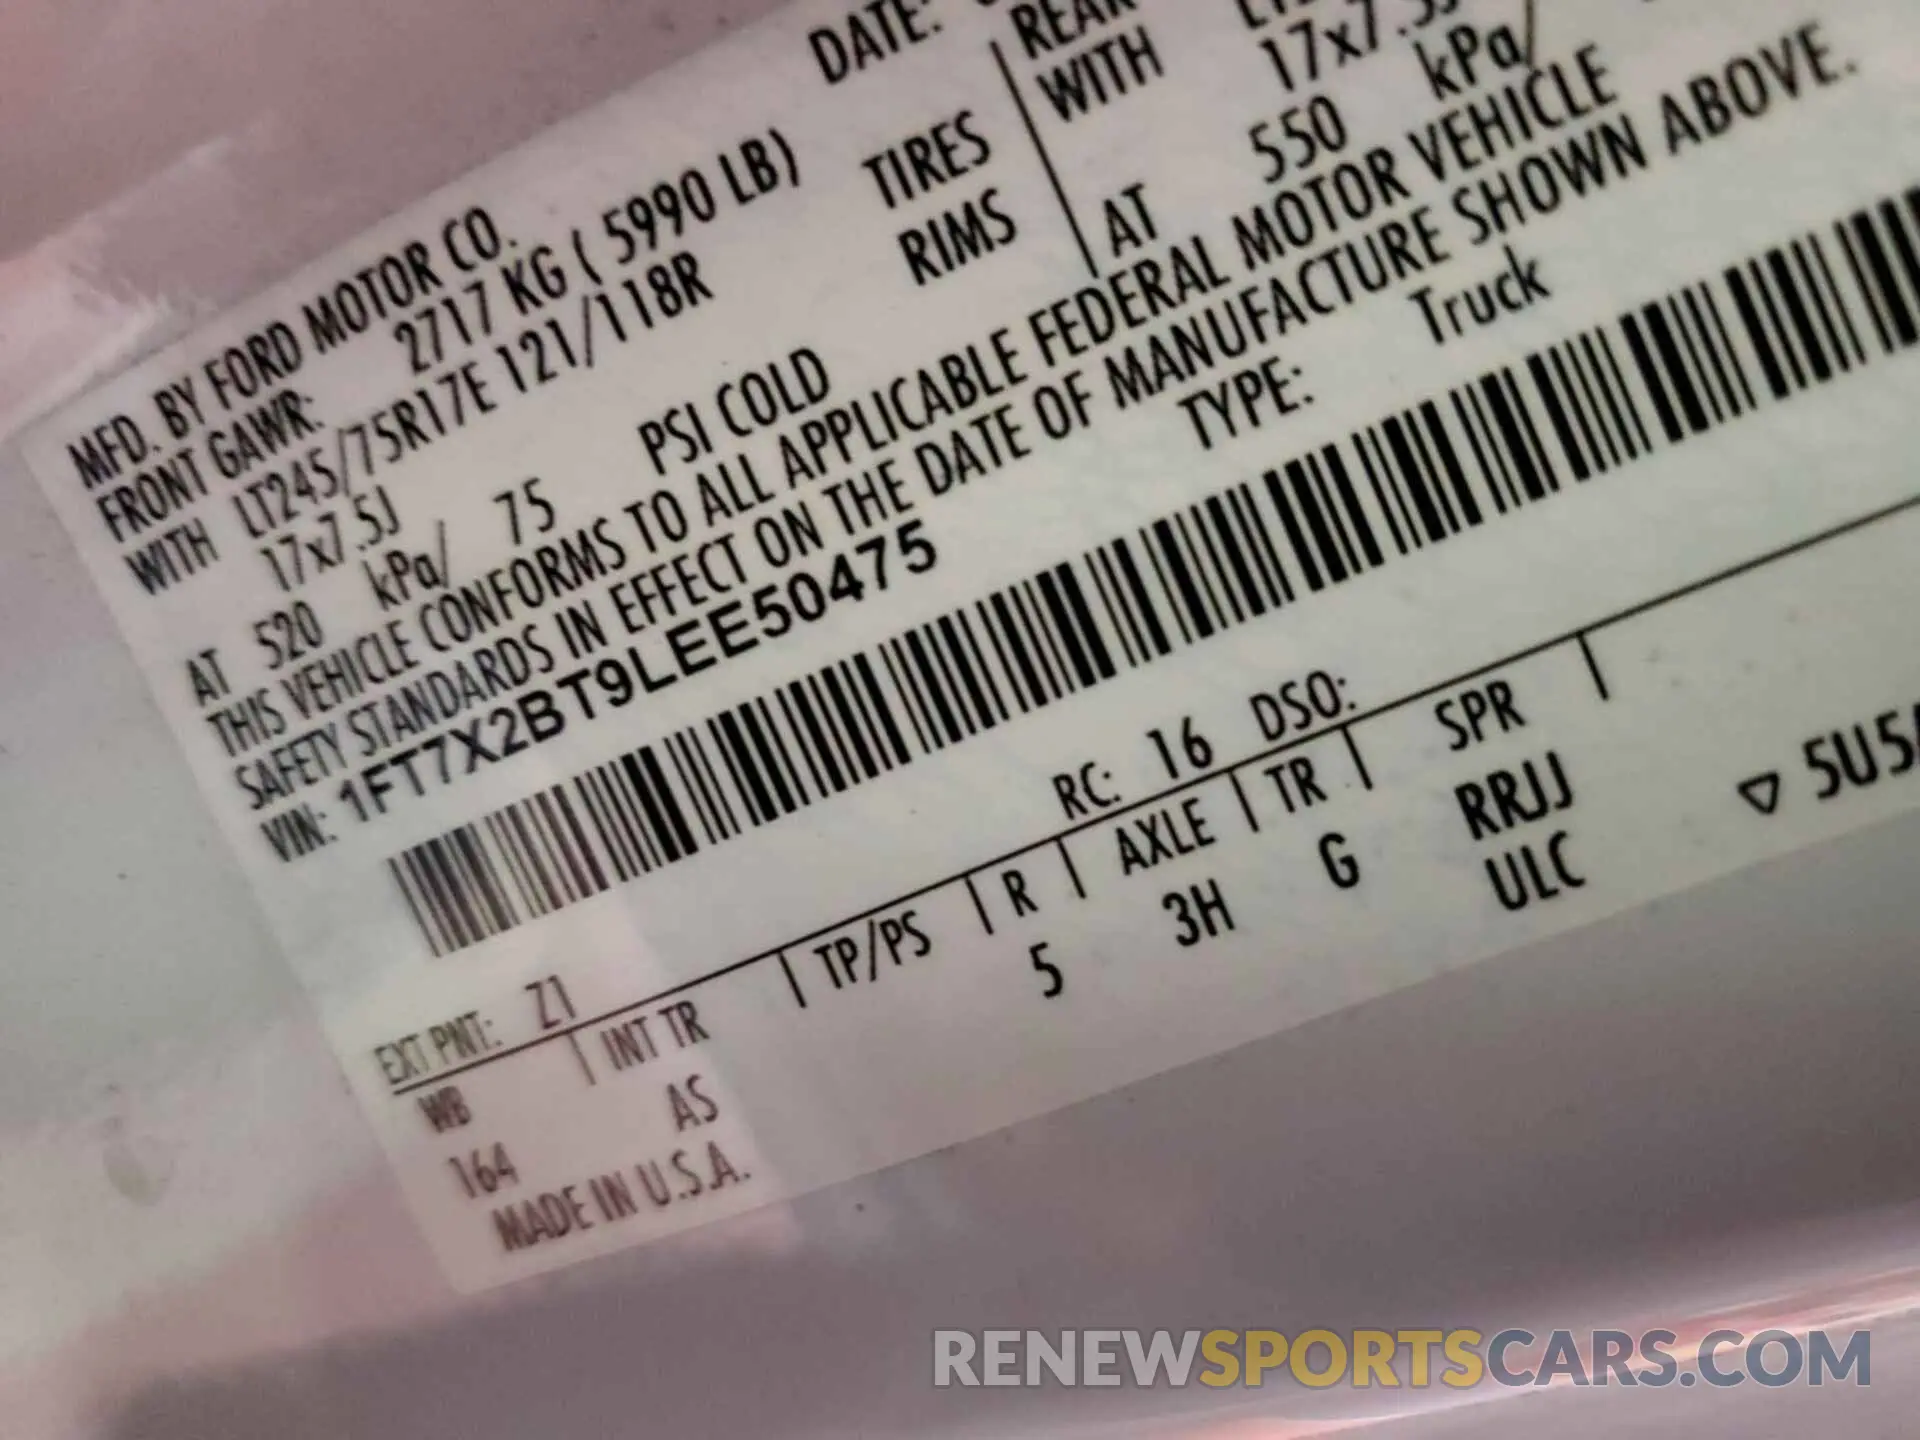 DATE:
MFD. BY FORD MOTOR CO.
FRONT GAWR: 2717 KG ( 5990 LB)
WITH LT245/75R17E 121/118R TIRES
17x7.5J RIMS
AT 520 kPa/ 75 PSI COLD
REAR
WITH
17x7.5J
AT 550 kPa/
THIS VEHICLE CONFORMS TO ALL APPLICABLE FEDERAL MOTOR VEHICLE
SAFETY STANDARDS IN EFFECT ON THE DATE OF MANUFACTURE SHOWN ABOVE.
VIN: 1FT7X2BT9LEE50475 TYPE: Truck
EXT PNT: Z1 RC: 16 DSO:
WB | INT TR | TP/PS | R | AXLE | TR | SPR |
164 AS 5 3H G RRJJ
ULC
MADE IN U.S.A. ▽ 5U5
RENEWSPORTSCARS.COM